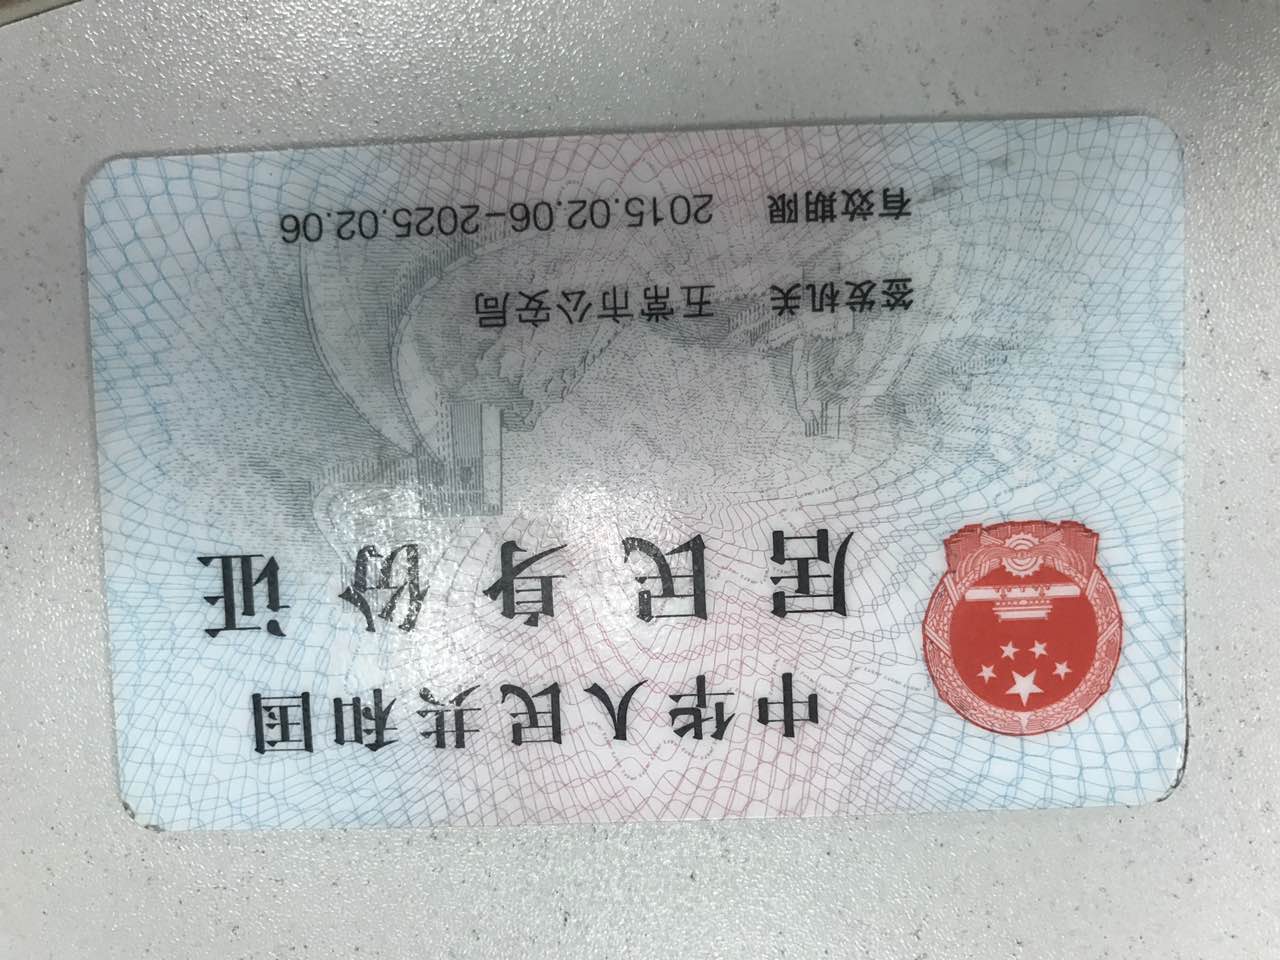 中华人民共和国
居民身份证
签发机关 五常市公安局
有效期限 2015.02.06-2025.02.06